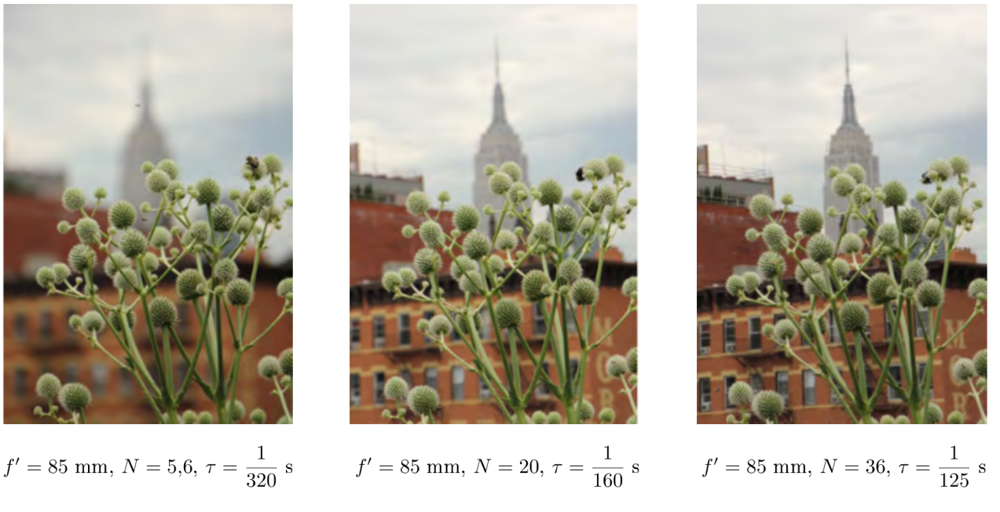 M
O
R
M
O
R
f′ = 85 mm, N = 5,6, τ = 1/320 s
f′ = 85 mm, N = 20, τ = 1/160 s
f′ = 85 mm, N = 36, τ = 1/125 s